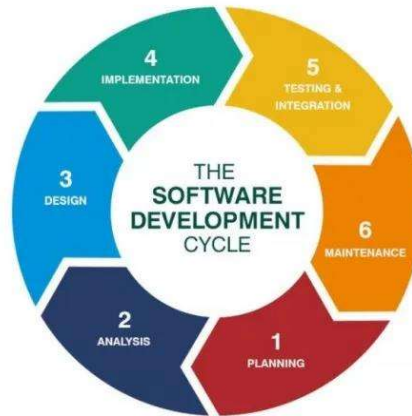 4
IMPLEMENTATION
5
TESTING &
INTEGRATION
3
DESIGN
THE
SOFTWARE
DEVELOPMENT
CYCLE
6
MAINTENANCE
2
ANALYSIS
1
PLANNING